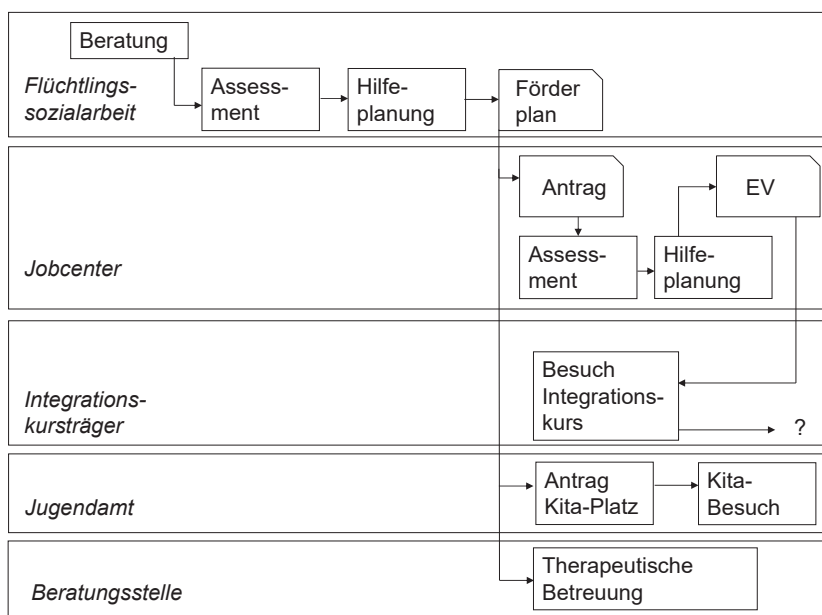 Beratung
Flüchtlings-
sozialarbeit
Assess-
ment
Hilfe-
planung
Förder
plan
Jobcenter
Antrag
EV
Assess-
ment
Hilfe-
planung
Integrations-
kursträger
Besuch
Integrations-
kurs
?
Jugendamt
Antrag
Kita-Platz
Kita-
Besuch
Beratungsstelle
Therapeutische
Betreuung